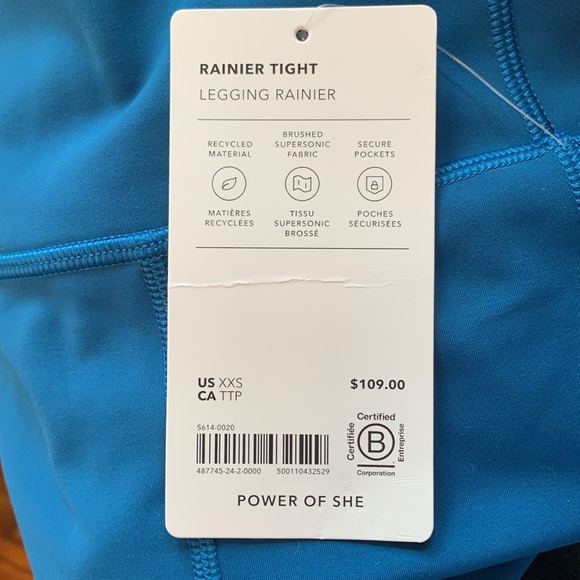 RAINIER TIGHT
LEGGING RAINIER
RECYCLED
MATERIAL
BRUSHED
SUPERSONIC
FABRIC
SECURE
POCKETS
MATIÈRES
RECYCLÉES
TISSU
SUPERSONIC
BROSSÉ
POCHES
SÉCURISÉES
US XXS
CA TTP
$109.00
S614-0020
487745-24-2-0000 500110432529
Certified
Certifiée
B
Entreprise
Corporation
POWER OF SHE